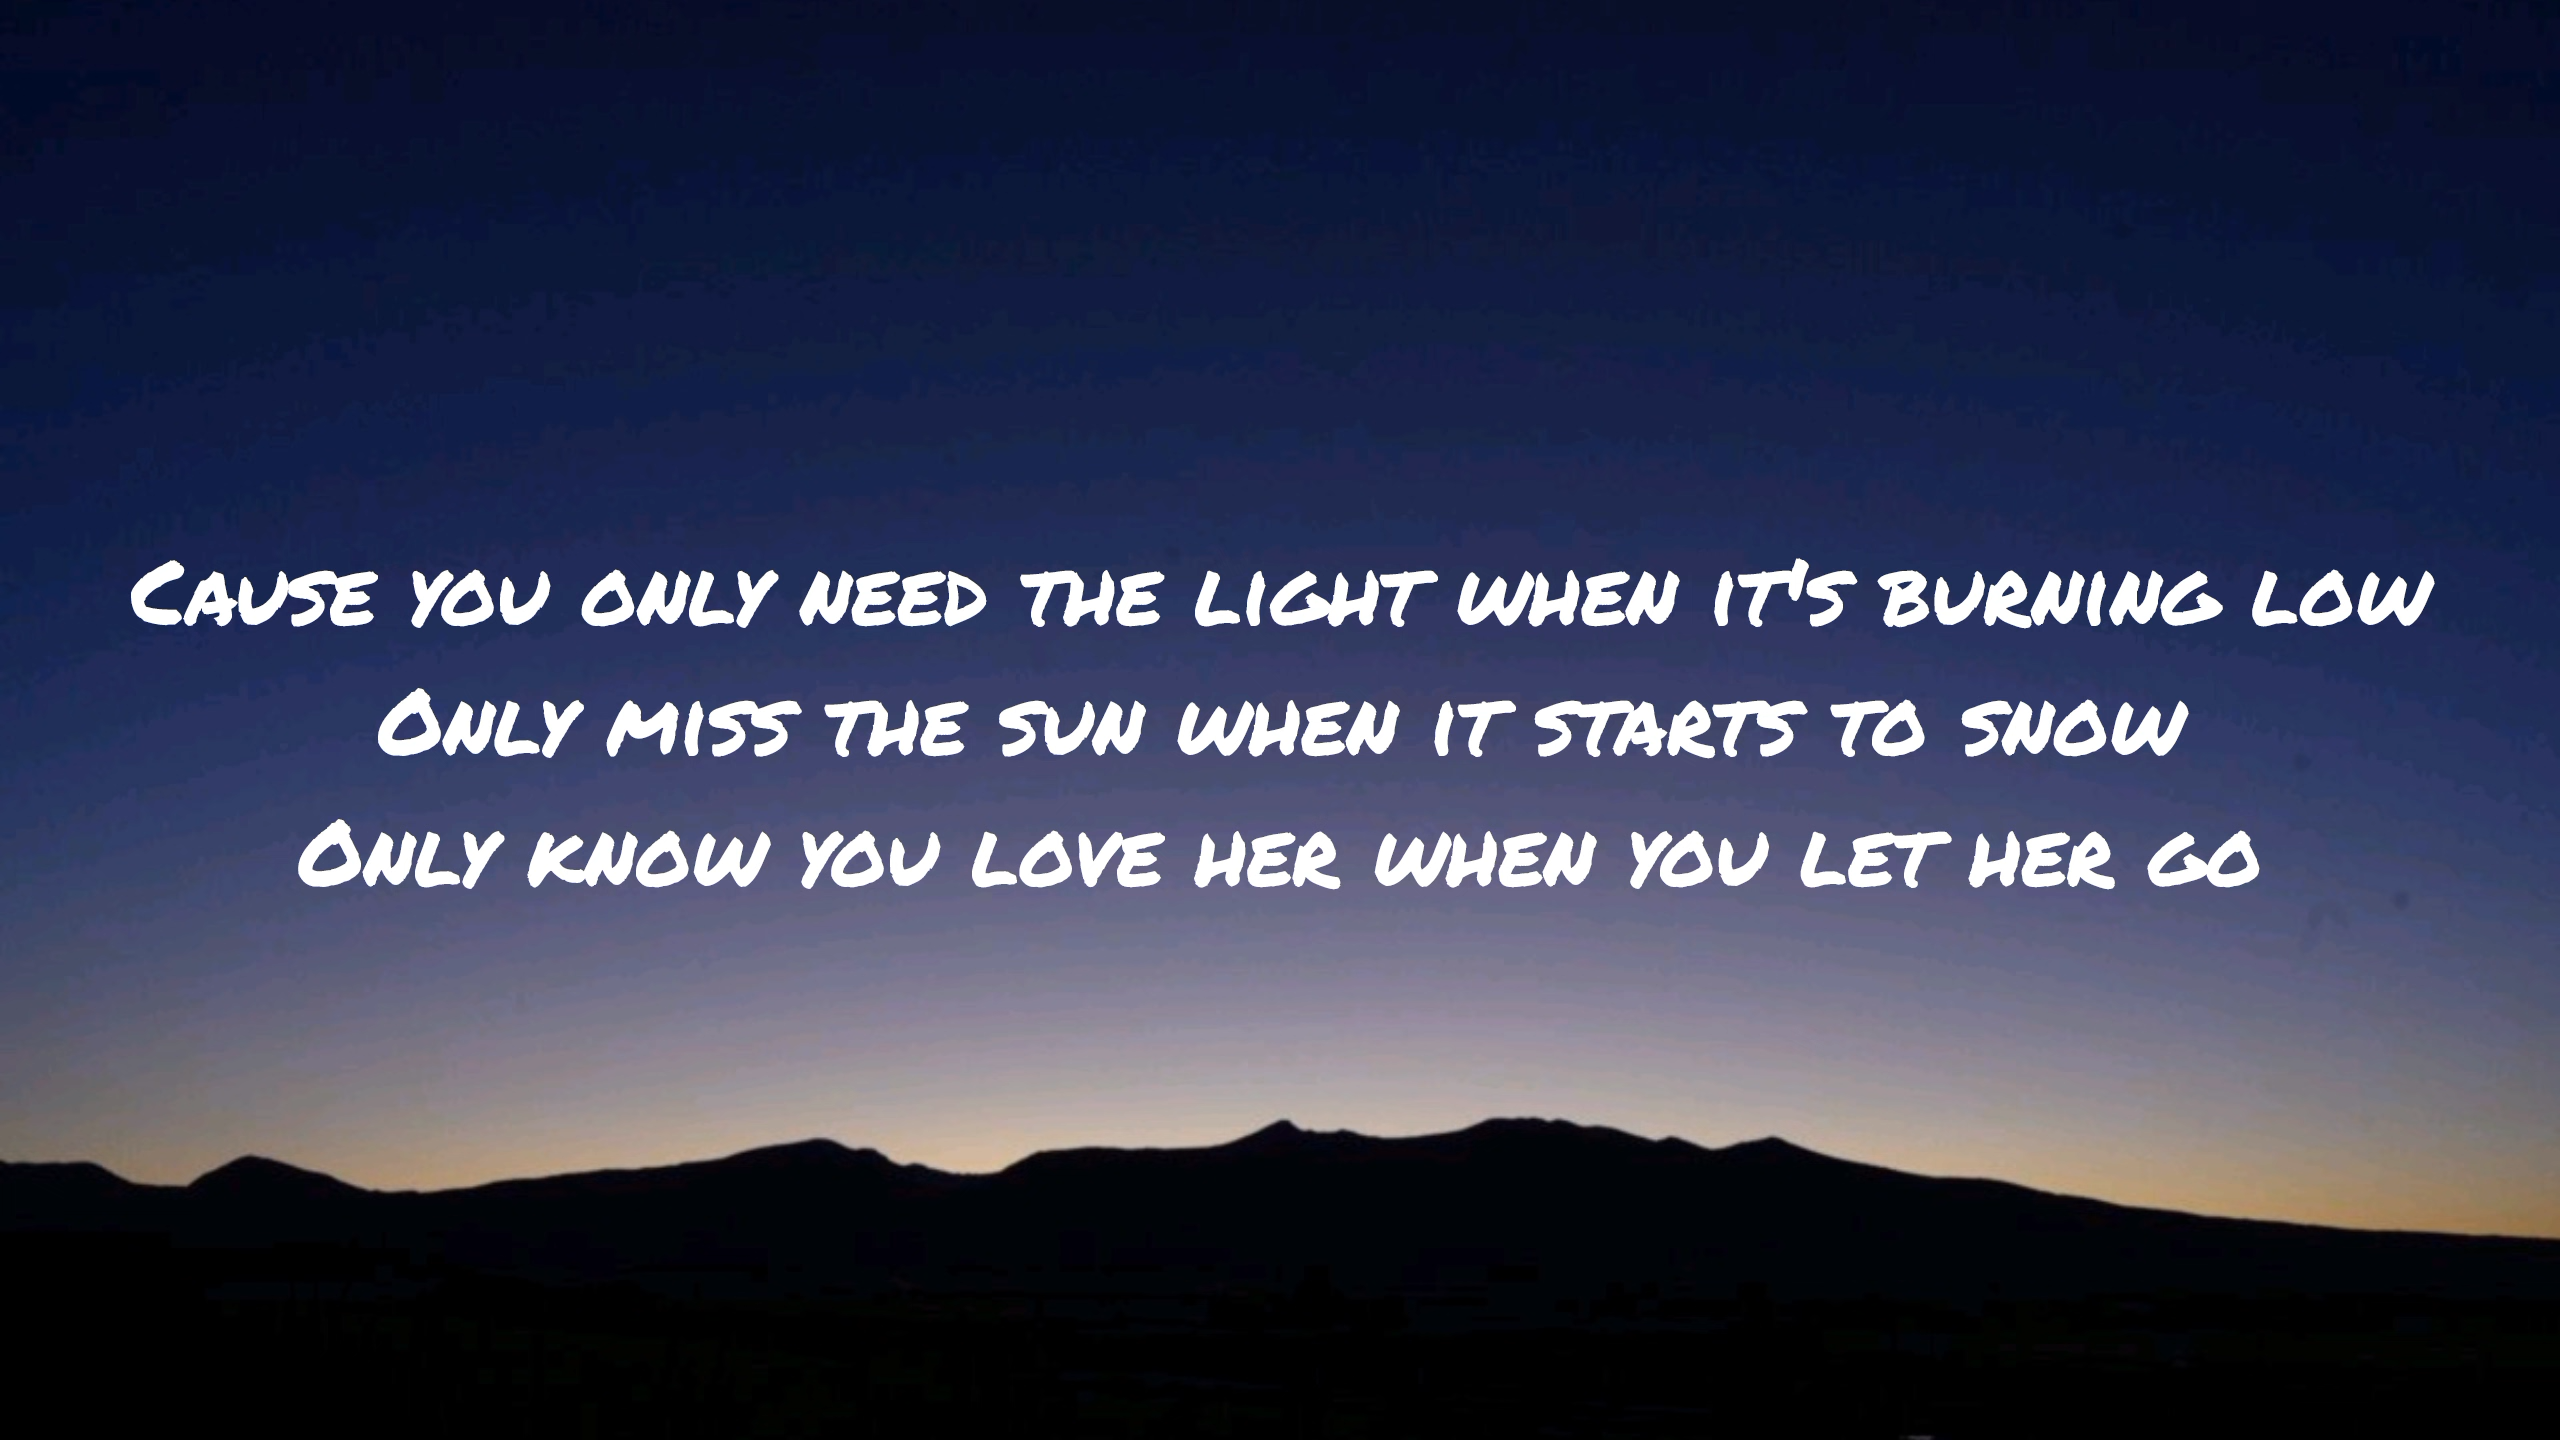 Cause you only need the light when it's burning low
Only miss the sun when it starts to snow
Only know you love her when you let her go